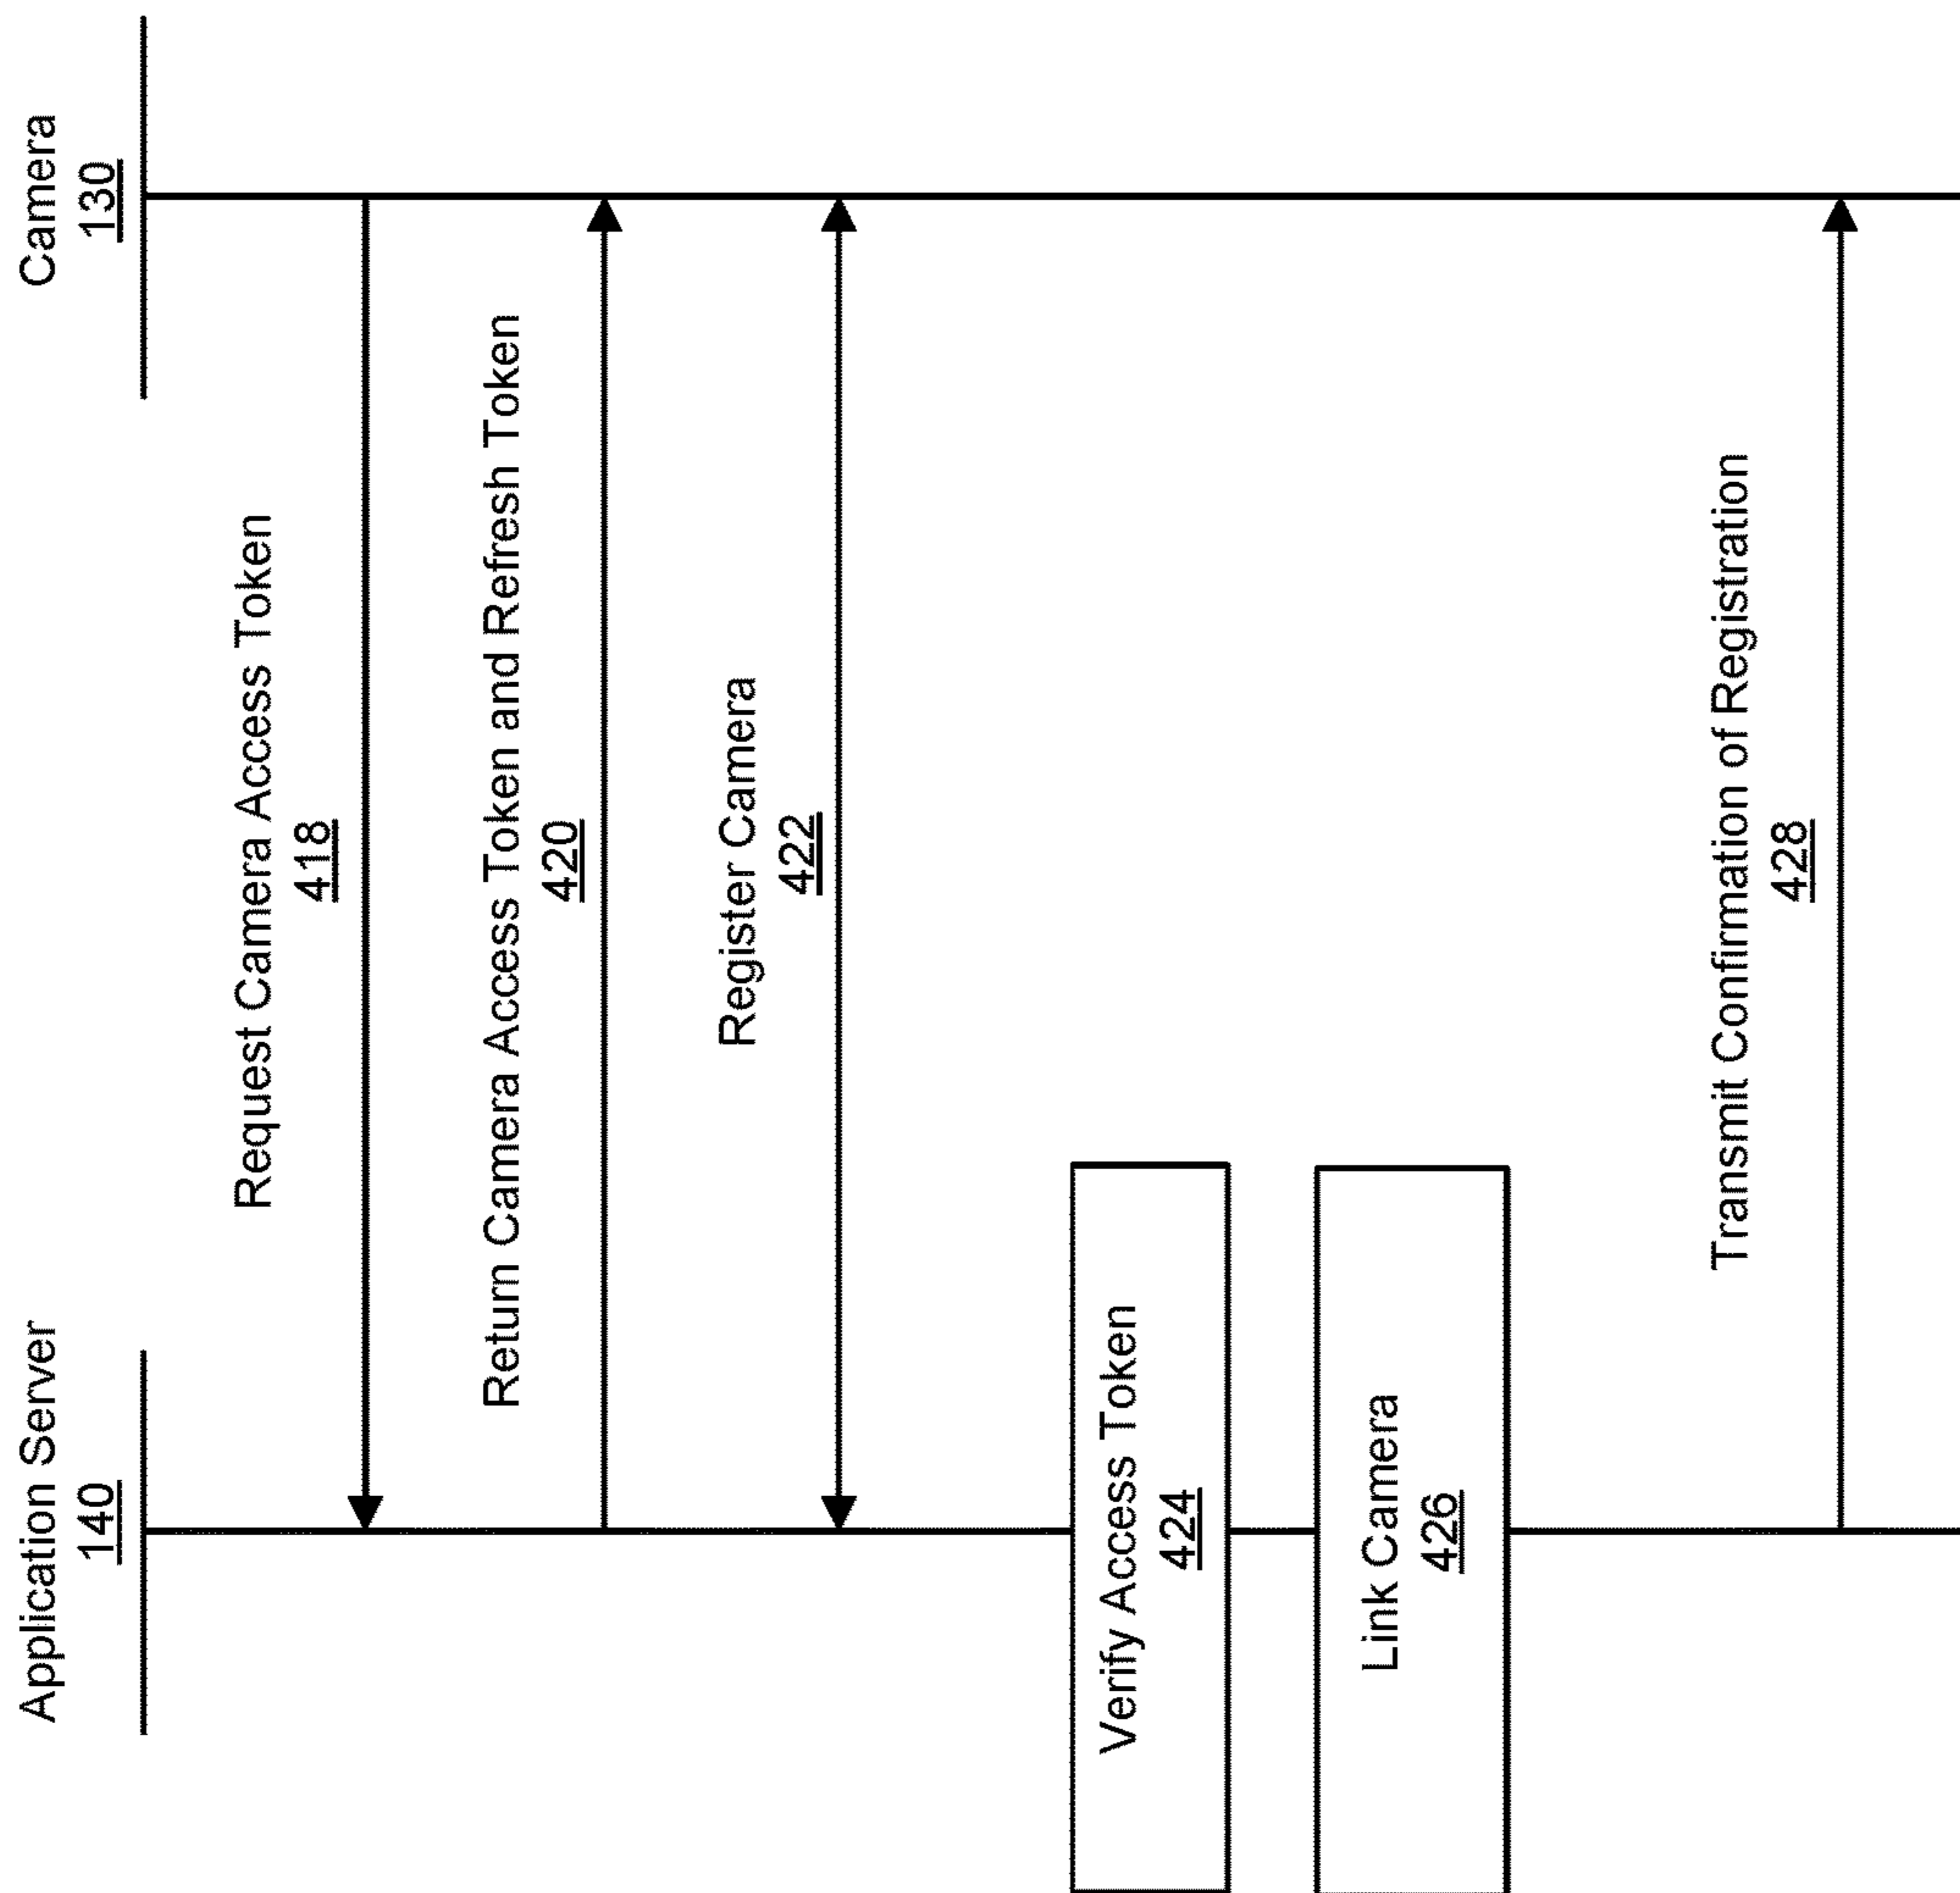 Application Server
140
Camera
130
Request Camera Access Token
418
Return Camera Access Token and Refresh Token
420
Register Camera
422
Verify Access Token
424
Link Camera
426
Transmit Confirmation of Registration
428